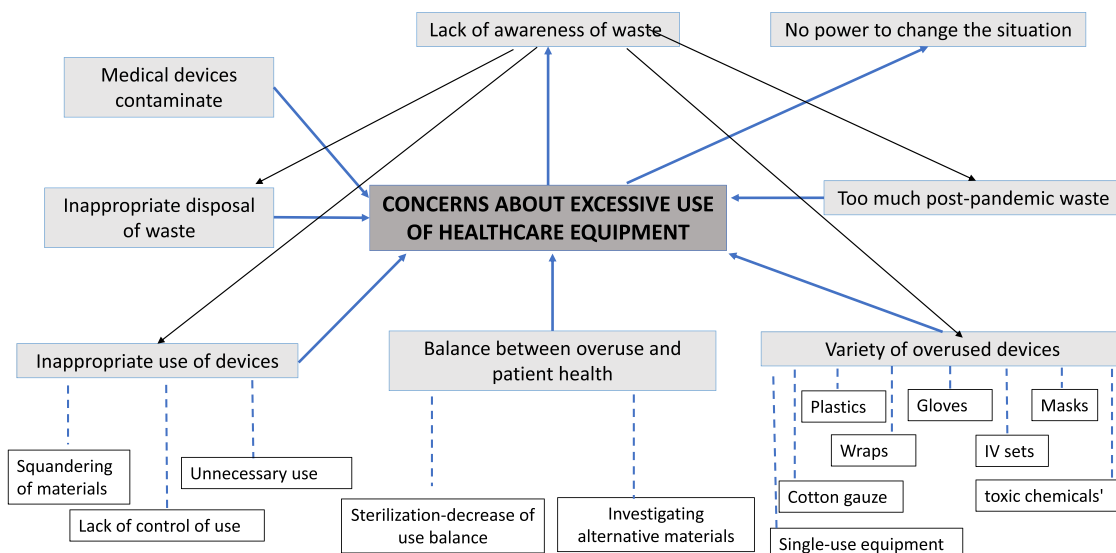 Lack of awareness of waste
No power to change the situation
Medical devices
contaminate
Inappropriate disposal
of waste
CONCERNS ABOUT EXCESSIVE USE
OF HEALTHCARE EQUIPMENT
Too much post-pandemic waste
Inappropriate use of devices
Balance between overuse and
patient health
Variety of overused devices
Plastics
Gloves
Masks
Wraps
IV sets
Squandering
of materials
Unnecessary use
Cotton gauze
toxic chemicals'
Lack of control of use
Sterilization-decrease of
use balance
Investigating
alternative materials
Single-use equipment